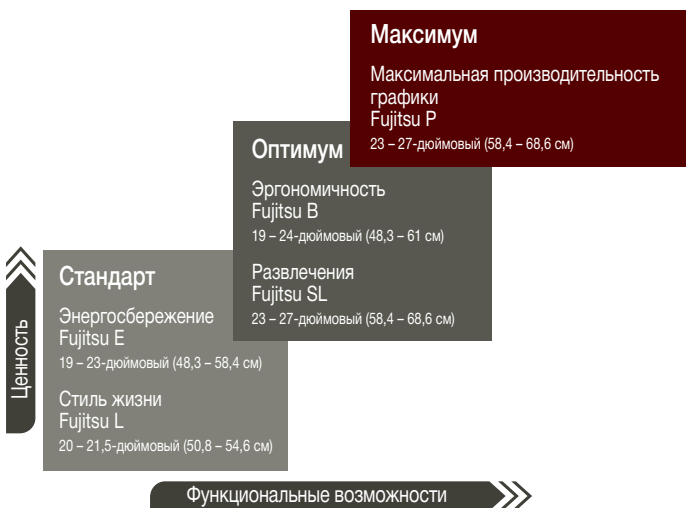 Максимум
Максимальная производительность
графики
Fujitsu P
23 – 27-дюймовый (58,4 – 68,6 см)
Оптимум
Эргономичность
Fujitsu B
19 – 24-дюймовый (48,3 – 61 см)
Развлечения
Fujitsu SL
23 – 27-дюймовый (58,4 – 68,6 см)
Стандарт
Энергосбережение
Fujitsu E
19 – 23-дюймовый (48,3 – 58,4 см)
Стиль жизни
Fujitsu L
20 – 21,5-дюймовый (50,8 – 54,6 см)
Ценность
Функциональные возможности